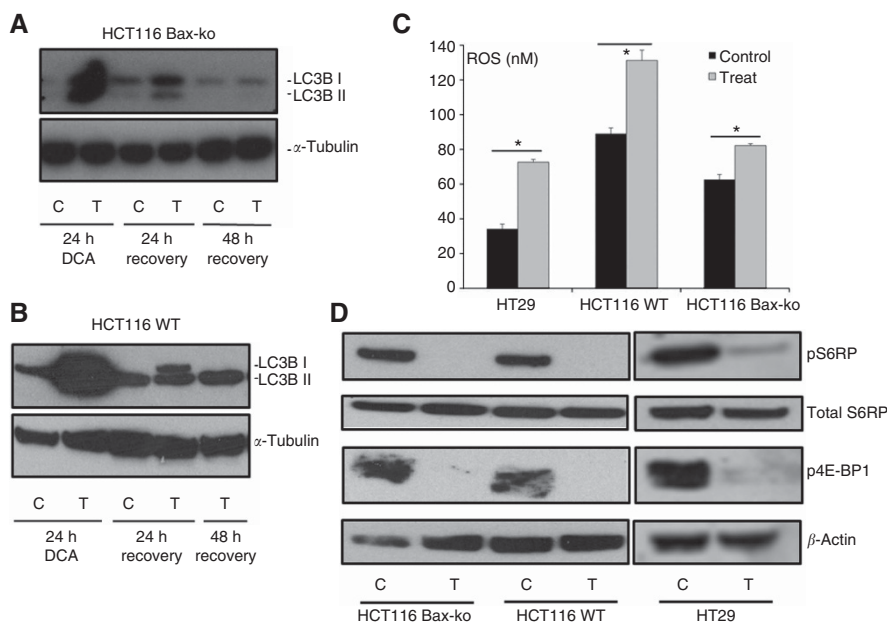 A
HCT116 Bax-ko
LC3B I
LC3B II
α-Tubulin
C T C T C T
24 h DCA
24 h recovery
48 h recovery
B
HCT116 WT
LC3B I
LC3B II
α-Tubulin
C T C T T
24 h DCA
24 h recovery
48 h recovery
C
ROS (nM)
140
120
100
80
60
40
20
0
* * *
Control
Treat
HT29 HCT116 WT HCT116 Bax-ko
D
pS6RP
Total S6RP
p4E-BP1
β-Actin
C T C T C T
HCT116 Bax-ko HCT116 WT HT29